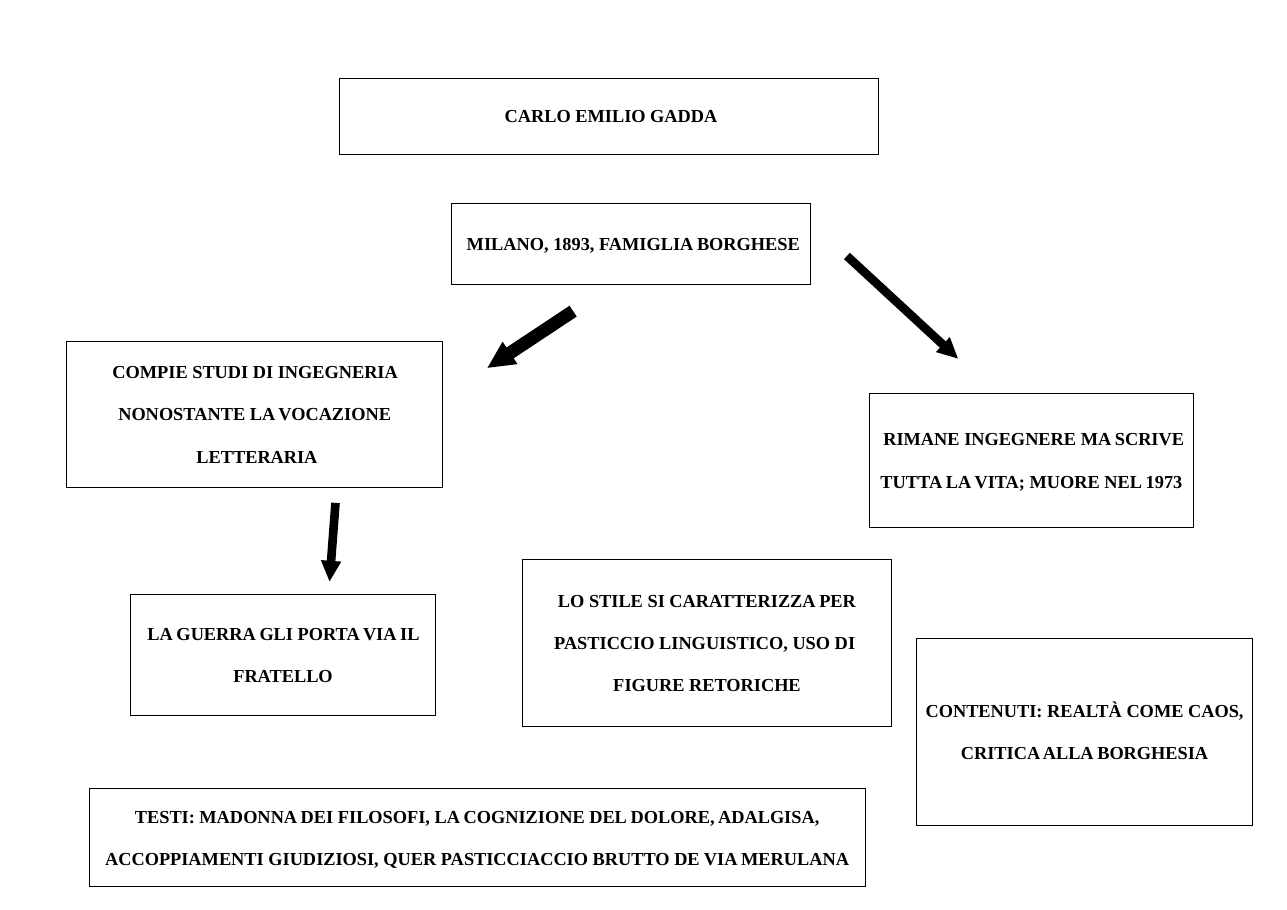 CARLO EMILIO GADDA
MILANO, 1893, FAMIGLIA BORGHESE
COMPIE STUDI DI INGEGNERIA
NONOSTANTE LA VOCAZIONE
LETTERARIA
RIMANE INGEGNERE MA SCRIVE
TUTTA LA VITA; MUORE NEL 1973
LA GUERRA GLI PORTA VIA IL
FRATELLO
LO STILE SI CARATTERIZZA PER
PASTICCIO LINGUISTICO, USO DI
FIGURE RETORICHE
CONTENUTI: REALTÀ COME CAOS,
CRITICA ALLA BORGHESIA
TESTI: MADONNA DEI FILOSOFI, LA COGNIZIONE DEL DOLORE, ADALGISA,
ACCOPPIAMENTI GIUDIZIOSI, QUER PASTICCIACCIO BRUTTO DE VIA MERULANA